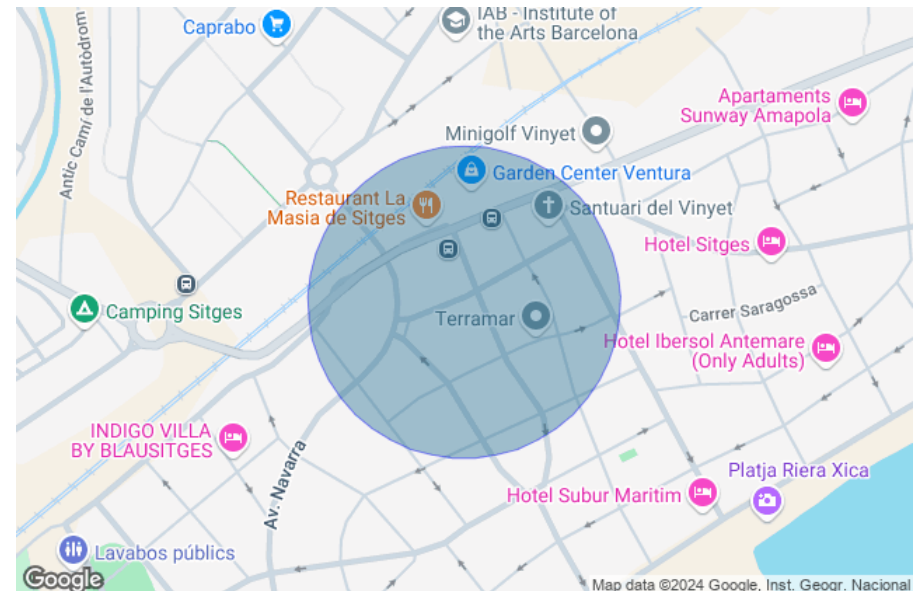 IAB - Institute of
the Arts Barcelona
Caprabo
Antic Camí de l'Autòdrom
Apartaments
Sunway Amapola
Minigolf Vinyet
Garden Center Ventura
Restaurant La
Masia de Sitges
Santuari del Vinyet
Hotel Sitges
Camping Sitges
Terramar
Carrer Saragossa
Hotel Ibersol Antemare
(Only Adults)
INDIGO VILLA
BY BLAUSITGES
Av. Navarra
Hotel Subur Maritim
Platja Riera Xica
Lavabos públics
Google
Map data ©2024 Google, Inst. Geogr. Nacional